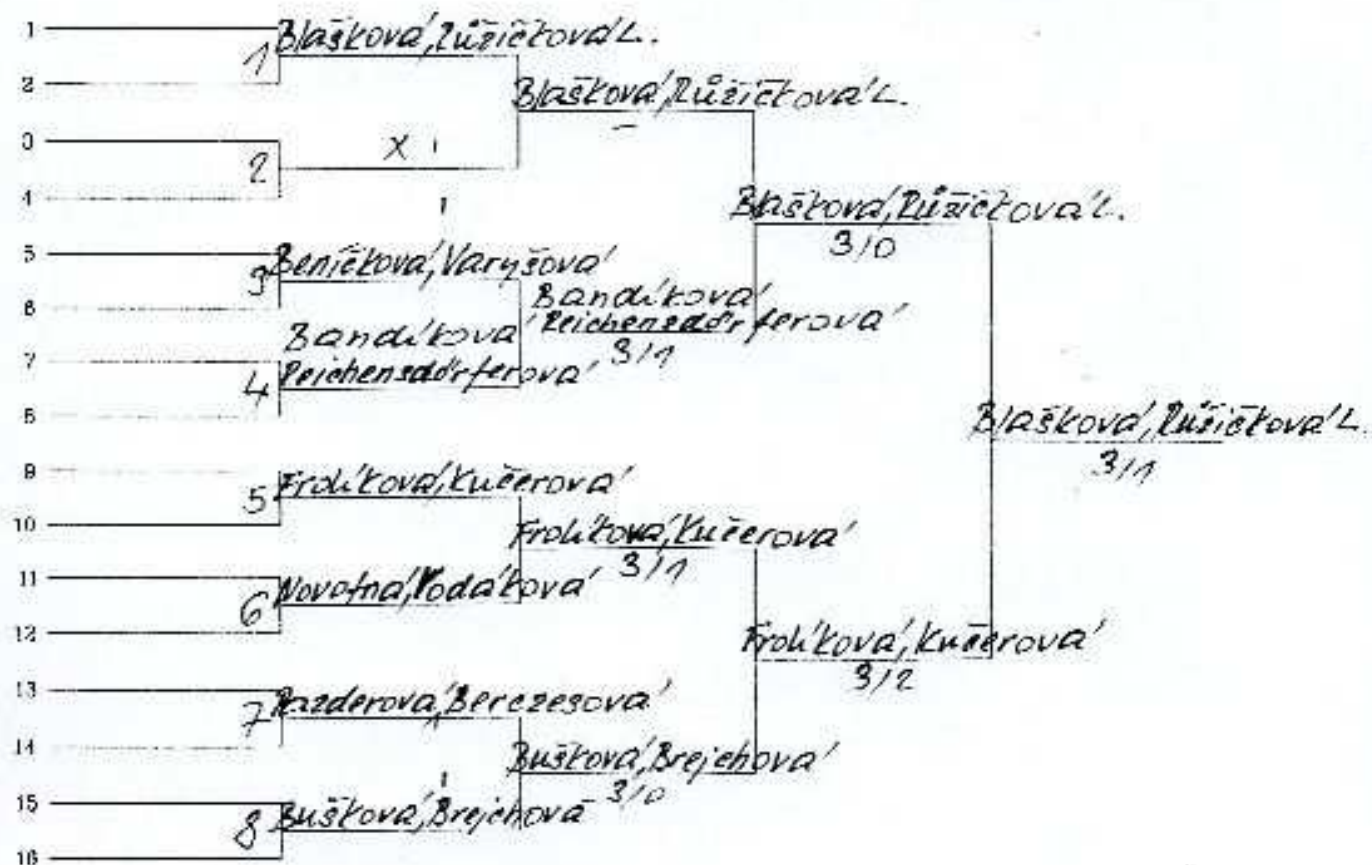 1
Blašková, Růžičková L.
1
2
Blašková, Růžičková L.
-
3
X
2
4
Blašková, Růžičková L.
3/0
5
Beníčková, Varyšová
3
6
Bandíková
Reichensdörferová
3/1
Bandíková
7
Reichensdörferová
4
8
Blašková, Růžičková L.
3/1
9
Frolíková, Kučerová
5
10
Frolíková, Kučerová
3/1
11
Novotná, Vodáková
6
12
Frolíková, Kučerová
3/2
13
Pazderová, Berczesová
7
14
Bušková, Brejchová
3/0
15
Bušková, Brejchová
8
16